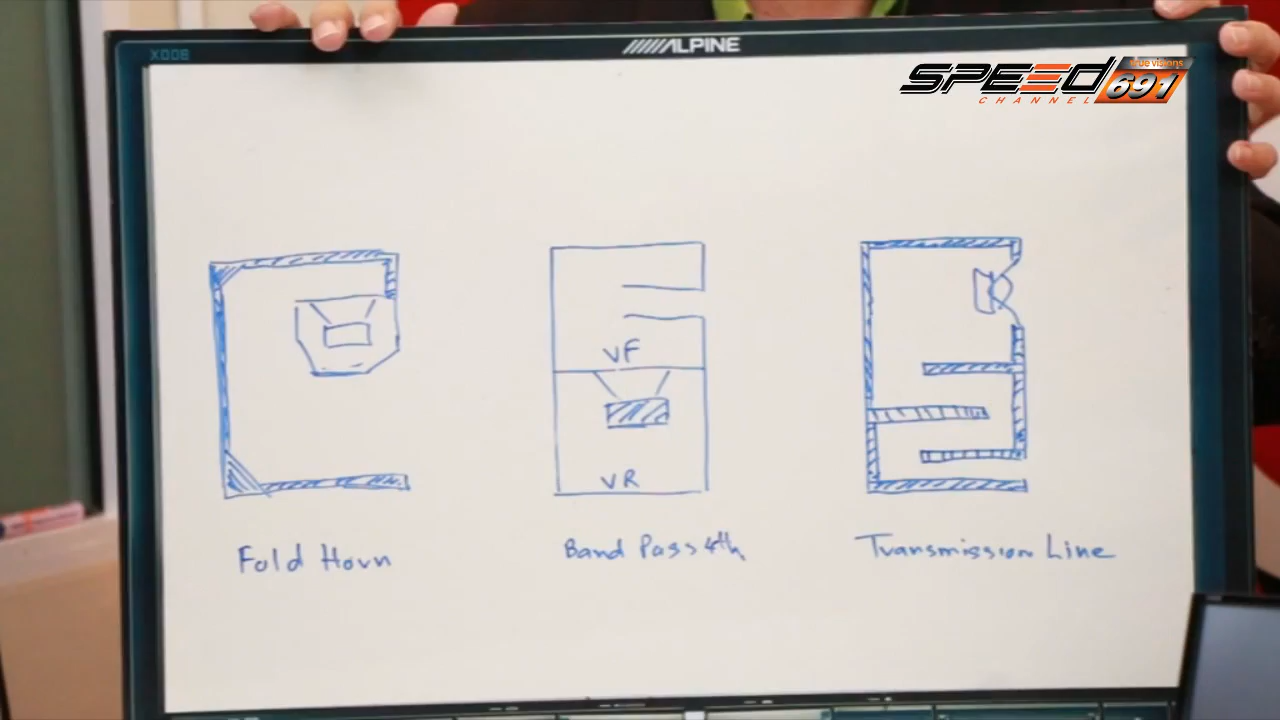 X008
ALPINE
SPEED
CHANNEL
true visions
691
VF
VR
Fold Horn
Band Pass 4th
Transmission Line